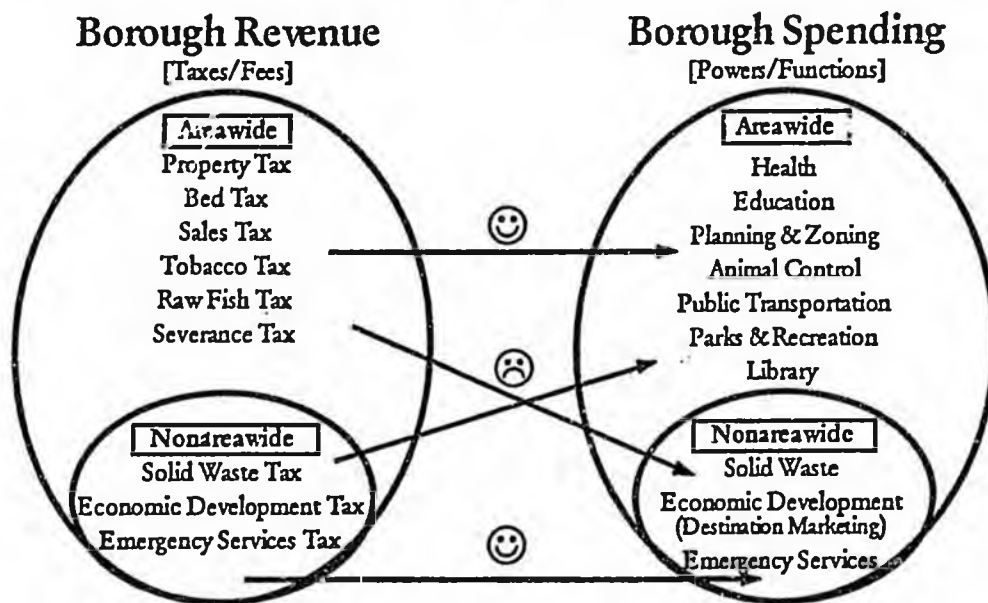 Borough Revenue
[Taxes/Fees]
Areawide
Property Tax
Bed Tax
Sales Tax
Tobacco Tax
Raw Fish Tax
Severance Tax
Nonareawide
Solid Waste Tax
Economic Development Tax
Emergency Services Tax
Borough Spending
[Powers/Functions]
Areawide
Health
Education
Planning & Zoning
Animal Control
Public Transportation
Parks & Recreation
Library
Nonareawide
Solid Waste
Economic Development
(Destination Marketing)
Emergency Services